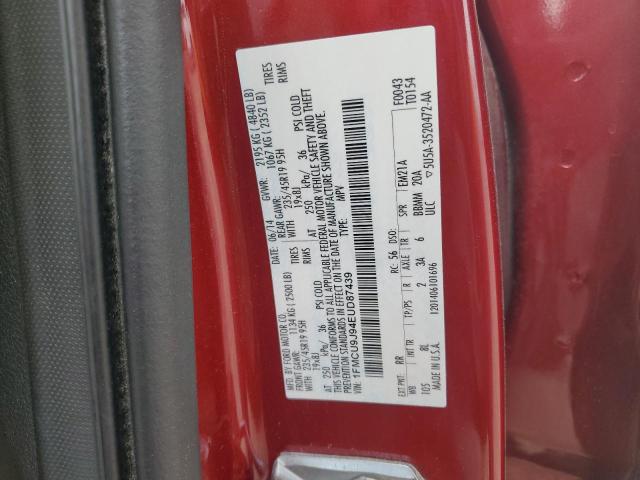 MFD. BY FORD MOTOR CO.
DATE: 06/14 GVWR: 2195 KG ( 4840 LB)
FRONT GAWR: 1134 KG ( 2500 LB) REAR GAWR: 1067 KG ( 2352 LB)
WITH 235/45R19 95H TIRES WITH 235/45R19 95H TIRES
19x8J RIMS 19x8J RIMS
AT 250 kPa/ 36 PSI COLD AT 250 kPa/ 36 PSI COLD
THIS VEHICLE CONFORMS TO ALL APPLICABLE FEDERAL MOTOR VEHICLE SAFETY AND THEFT
PREVENTION STANDARDS IN EFFECT ON THE DATE OF MANUFACTURE SHOWN ABOVE.
VIN: 1FMCU9J94EUD87439 TYPE: MPV
F0043
T0154
EXT PNT: RR RC: 56 DSO:
WB INT TR TP/PS R AXLE TR SPR EM21A
105 8L 2 3A 6 BBMM 20A
ULC ▽5U5A-3520472-AA
1201406101696
MADE IN U.S.A.